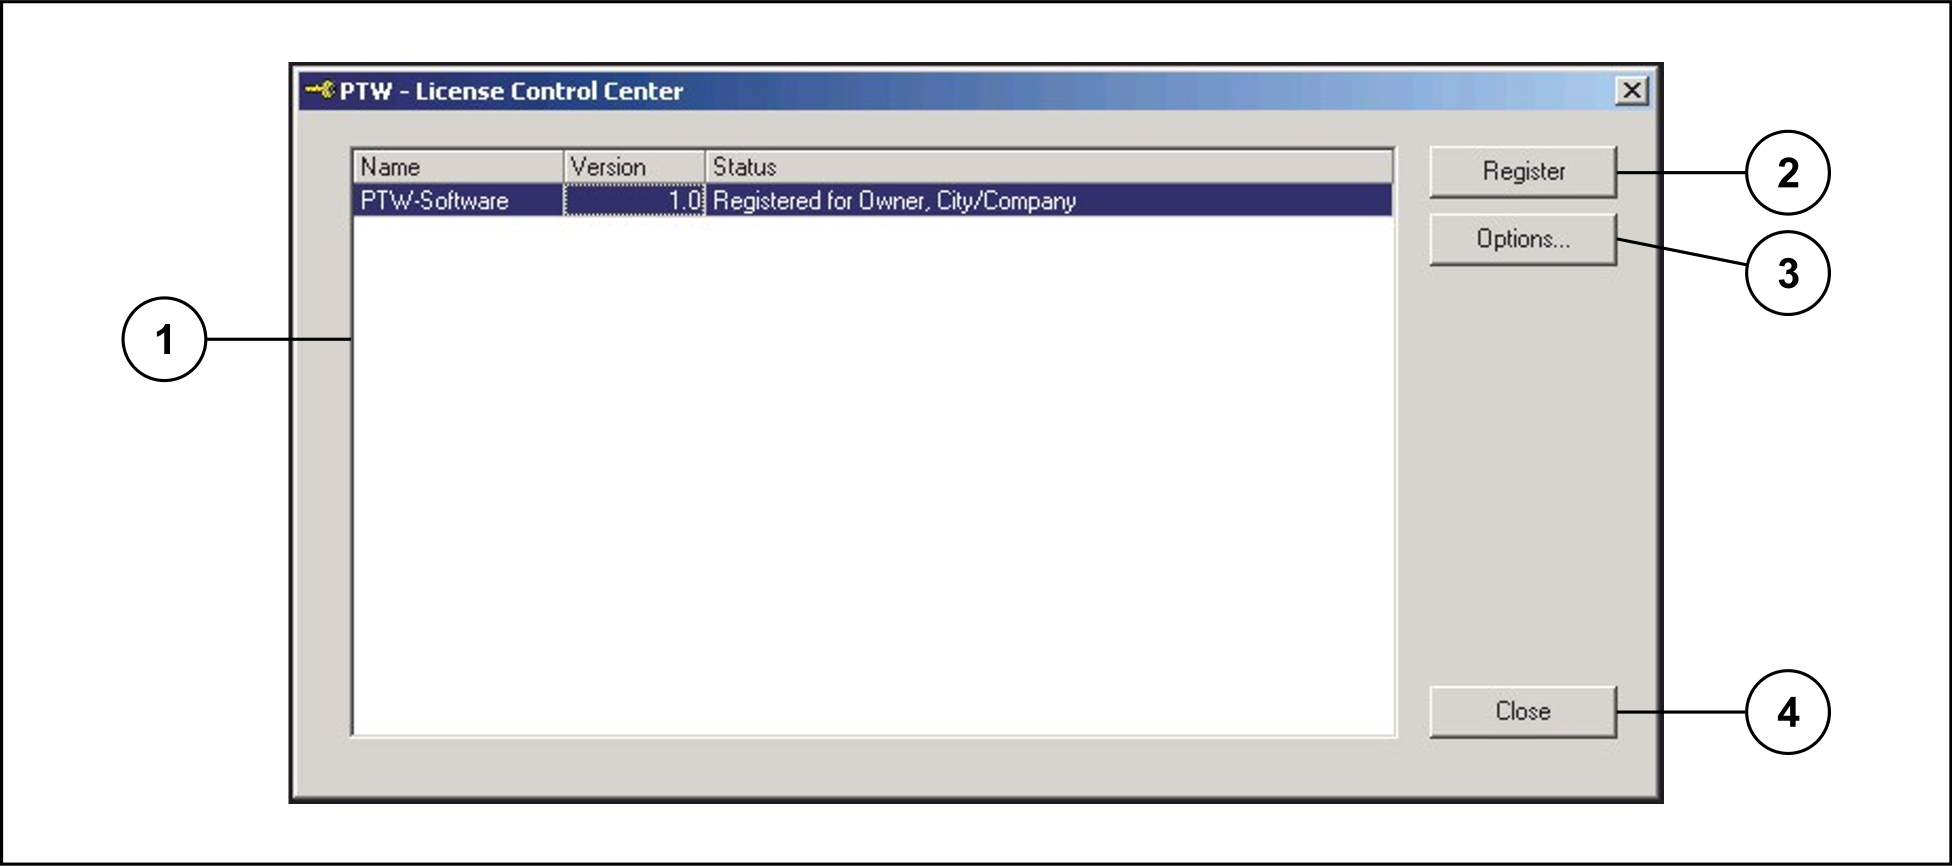 PTW - License Control Center
Name Version Status
PTW-Software 1.0 Registered for Owner, City/Company
Register
Options...
Close
1
2
3
4